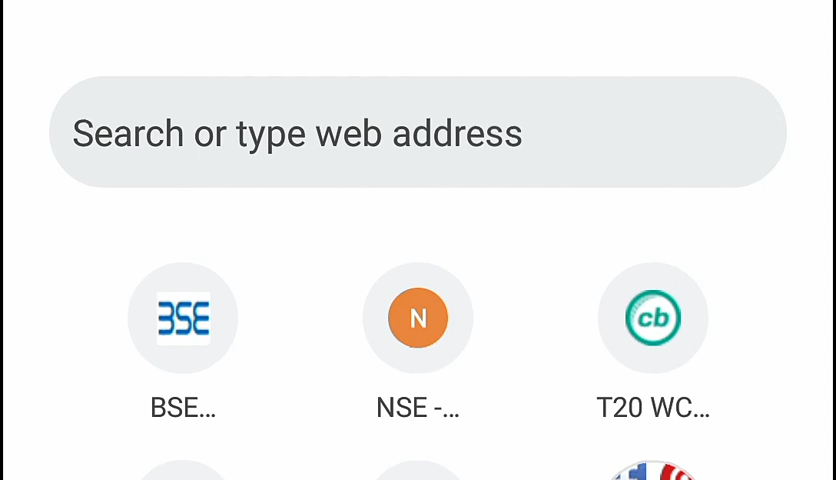 Search or type web address
BSE N cb
BSE... NSE -... T20 WC...